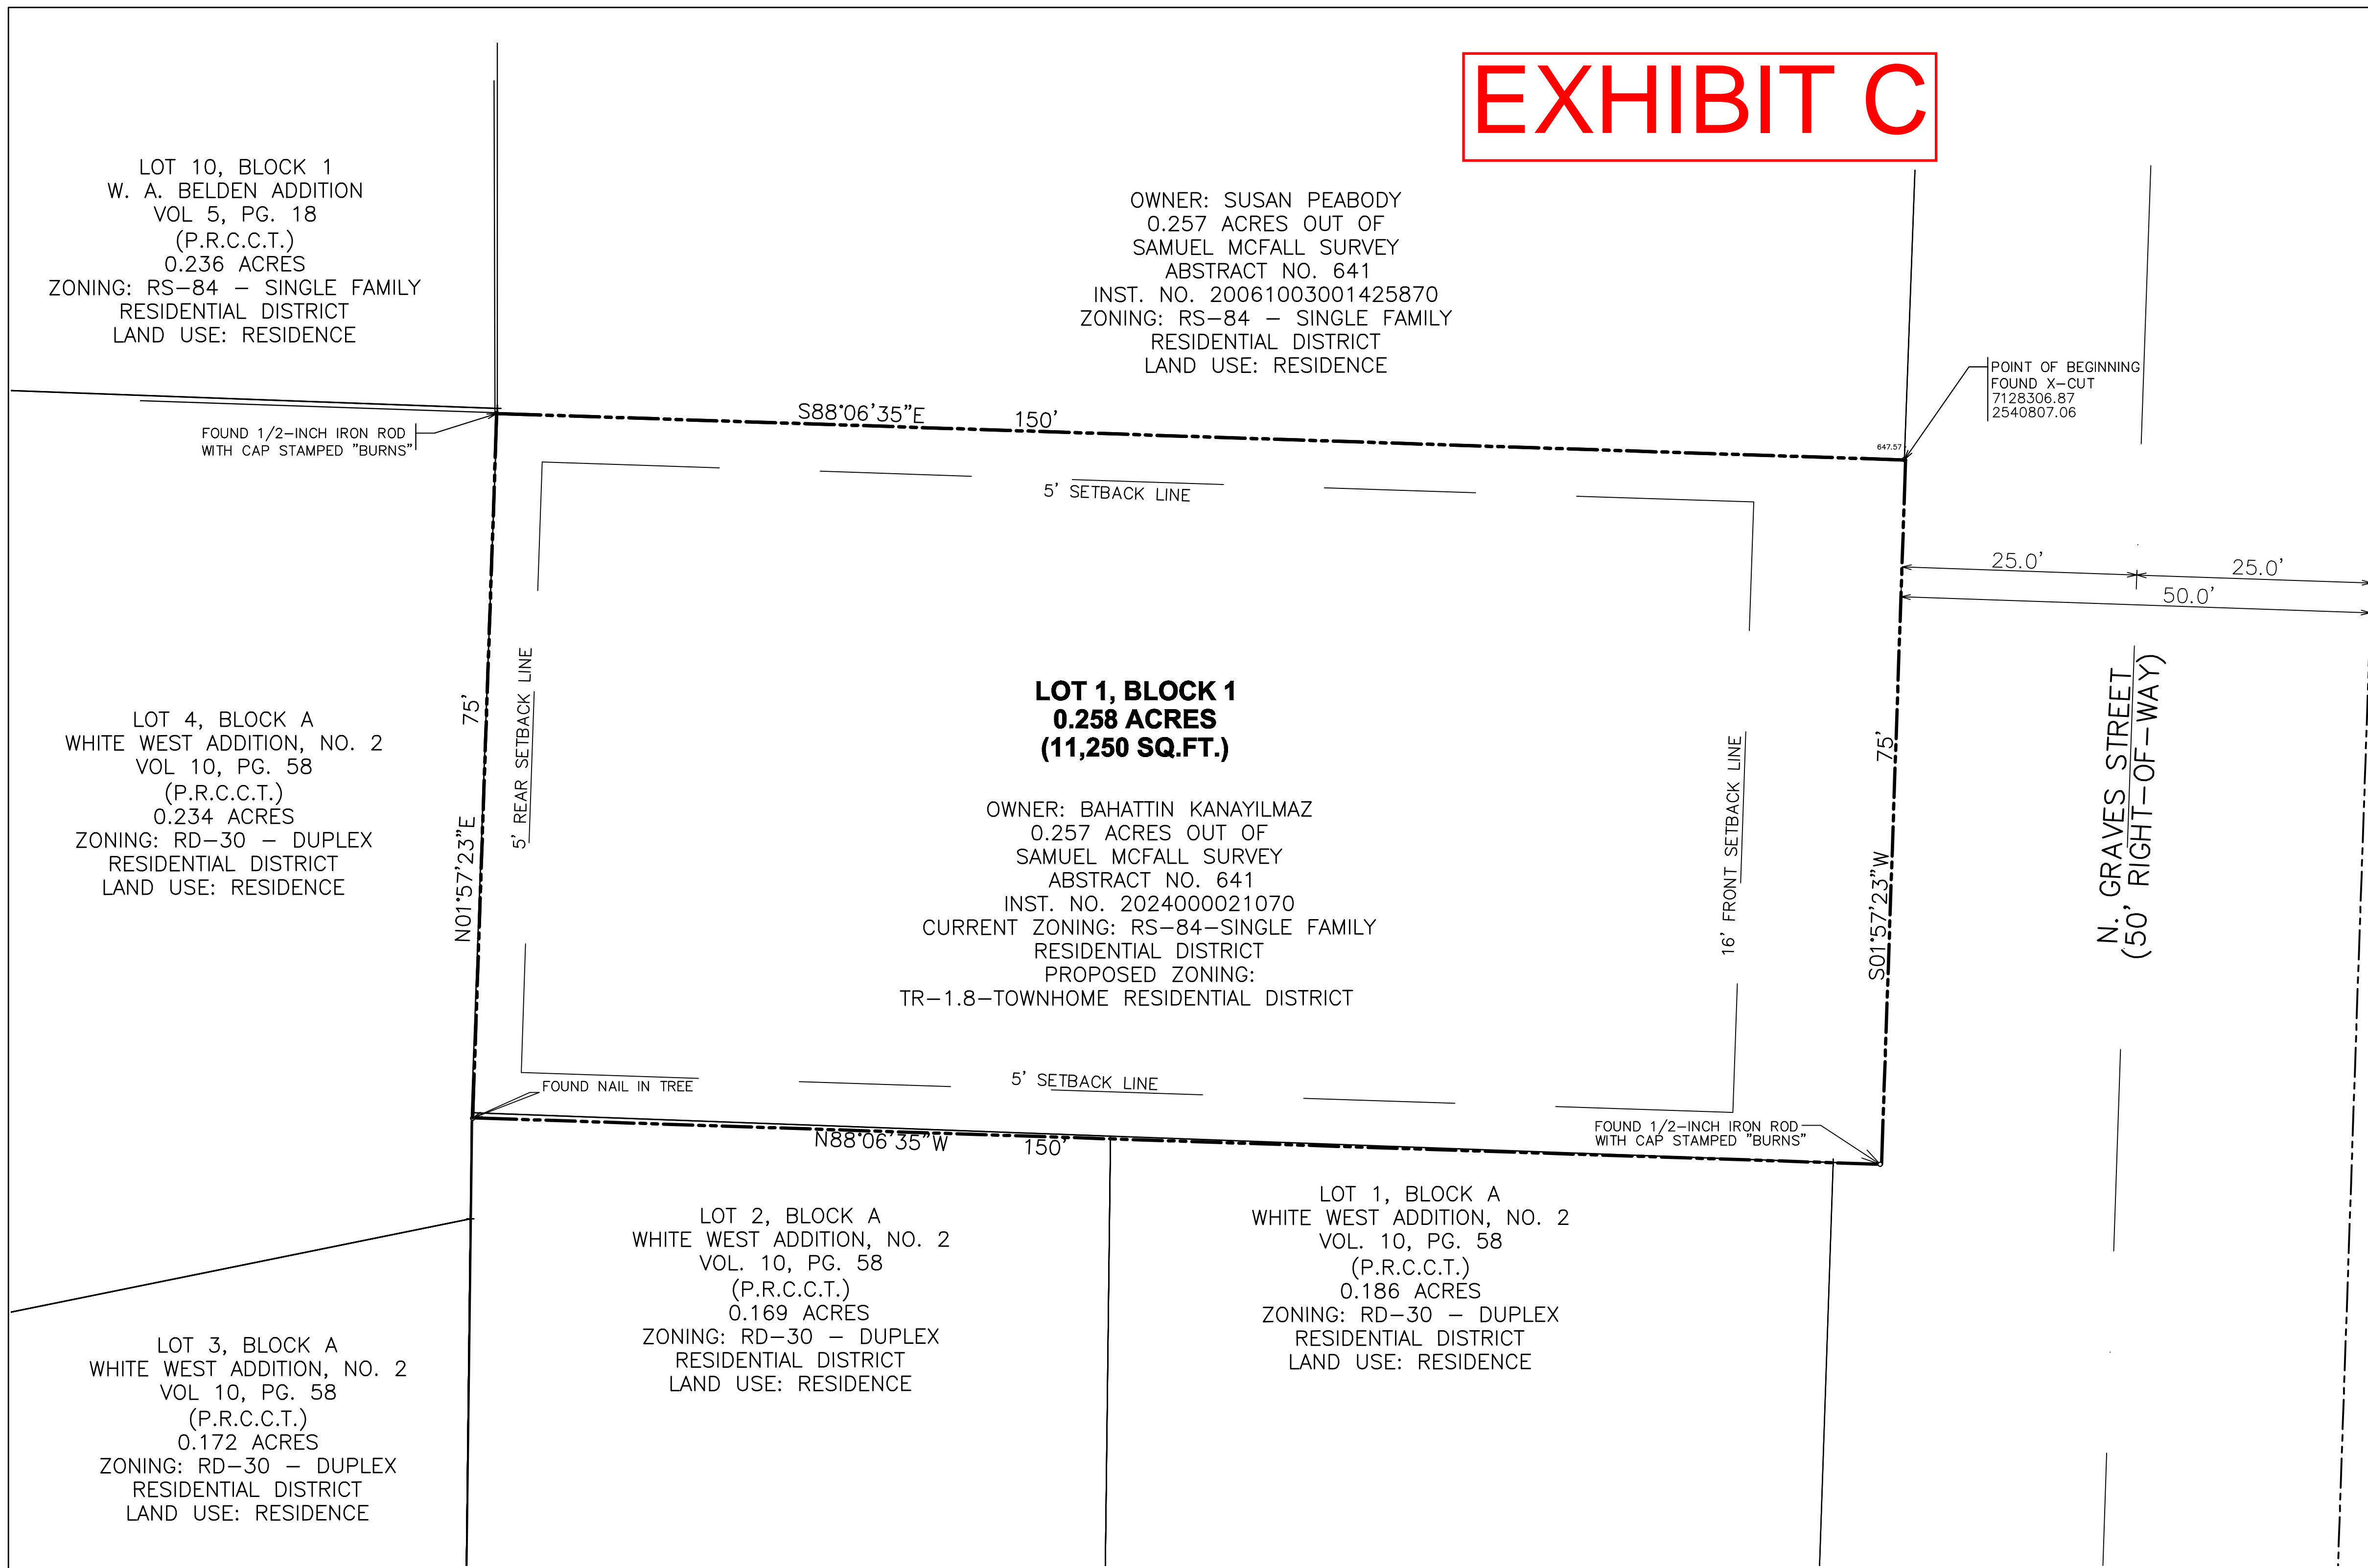 EXHIBIT C
LOT 10, BLOCK 1
W. A. BELDEN ADDITION
VOL 5, PG. 18
(P.R.C.C.T.)
0.236 ACRES
ZONING: RS-84 - SINGLE FAMILY
RESIDENTIAL DISTRICT
LAND USE: RESIDENCE
OWNER: SUSAN PEABODY
0.257 ACRES OUT OF
SAMUEL MCFALL SURVEY
ABSTRACT NO. 641
INST. NO. 20061003001425870
ZONING: RS-84 - SINGLE FAMILY
RESIDENTIAL DISTRICT
LAND USE: RESIDENCE
POINT OF BEGINNING
FOUND X-CUT
7128306.87
2540807.06
FOUND 1/2-INCH IRON ROD
WITH CAP STAMPED "BURNS"
S88°06'35"E 150'
647.57
5' SETBACK LINE
25.0' 25.0'
50.0'
5' REAR SETBACK LINE
N01°57'23"E 75'
LOT 1, BLOCK 1
0.258 ACRES
(11,250 SQ.FT.)
OWNER: BAHATTIN KANAYILMAZ
0.257 ACRES OUT OF
SAMUEL MCFALL SURVEY
ABSTRACT NO. 641
INST. NO. 2024000021070
CURRENT ZONING: RS-84-SINGLE FAMILY
RESIDENTIAL DISTRICT
PROPOSED ZONING:
TR-1.8-TOWNHOME RESIDENTIAL DISTRICT
16' FRONT SETBACK LINE
S01°57'23"W 75'
N. GRAVES STREET
(50' RIGHT-OF-WAY)
LOT 4, BLOCK A
WHITE WEST ADDITION, NO. 2
VOL 10, PG. 58
(P.R.C.C.T.)
0.234 ACRES
ZONING: RD-30 - DUPLEX
RESIDENTIAL DISTRICT
LAND USE: RESIDENCE
5' SETBACK LINE
FOUND NAIL IN TREE
N88°06'35"W 150'
FOUND 1/2-INCH IRON ROD
WITH CAP STAMPED "BURNS"
LOT 3, BLOCK A
WHITE WEST ADDITION, NO. 2
VOL 10, PG. 58
(P.R.C.C.T.)
0.172 ACRES
ZONING: RD-30 - DUPLEX
RESIDENTIAL DISTRICT
LAND USE: RESIDENCE
LOT 2, BLOCK A
WHITE WEST ADDITION, NO. 2
VOL. 10, PG. 58
(P.R.C.C.T.)
0.169 ACRES
ZONING: RD-30 - DUPLEX
RESIDENTIAL DISTRICT
LAND USE: RESIDENCE
LOT 1, BLOCK A
WHITE WEST ADDITION, NO. 2
VOL. 10, PG. 58
(P.R.C.C.T.)
0.186 ACRES
ZONING: RD-30 - DUPLEX
RESIDENTIAL DISTRICT
LAND USE: RESIDENCE